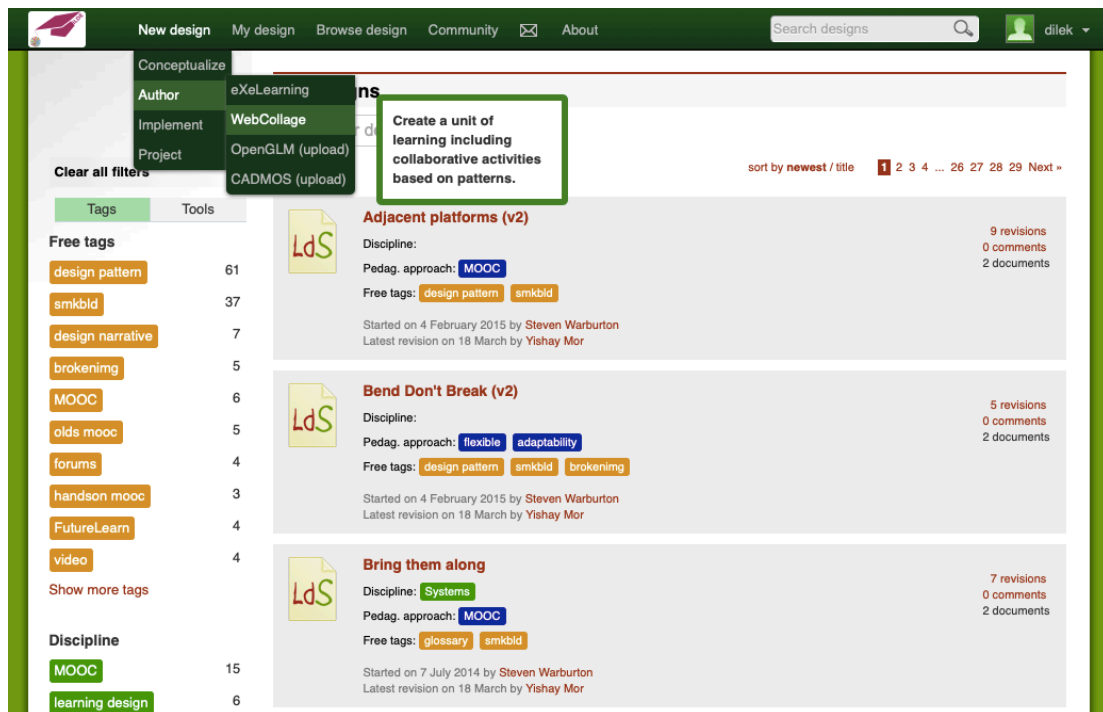 New design My design Browse design Community About Search designs dilek
Conceptualize
Author
Implement
Project
eXeLearning
WebCollage
OpenGLM (upload)
CADMOS (upload)
Create a unit of
learning including
collaborative activities
based on patterns.
ns
r de
Clear all filters
sort by newest / title 1 2 3 4 ... 26 27 28 29 Next »
Tags Tools
Free tags
design pattern 61
smkbld 37
design narrative 7
brokenimg 5
MOOC 6
olds mooc 5
forums 4
handson mooc 3
FutureLearn 4
video 4
Show more tags
Discipline
MOOC 15
learning design 6
LdS
Adjacent platforms (v2)
Discipline:
Pedag. approach: MOOC
Free tags: design pattern smkbld
Started on 4 February 2015 by Steven Warburton
Latest revision on 18 March by Yishay Mor
9 revisions
0 comments
2 documents
LdS
Bend Don't Break (v2)
Discipline:
Pedag. approach: flexible adaptability
Free tags: design pattern smkbld brokenimg
Started on 4 February 2015 by Steven Warburton
Latest revision on 18 March by Yishay Mor
5 revisions
0 comments
2 documents
LdS
Bring them along
Discipline: Systems
Pedag. approach: MOOC
Free tags: glossary smkbld
Started on 7 July 2014 by Steven Warburton
Latest revision on 18 March by Yishay Mor
7 revisions
0 comments
2 documents